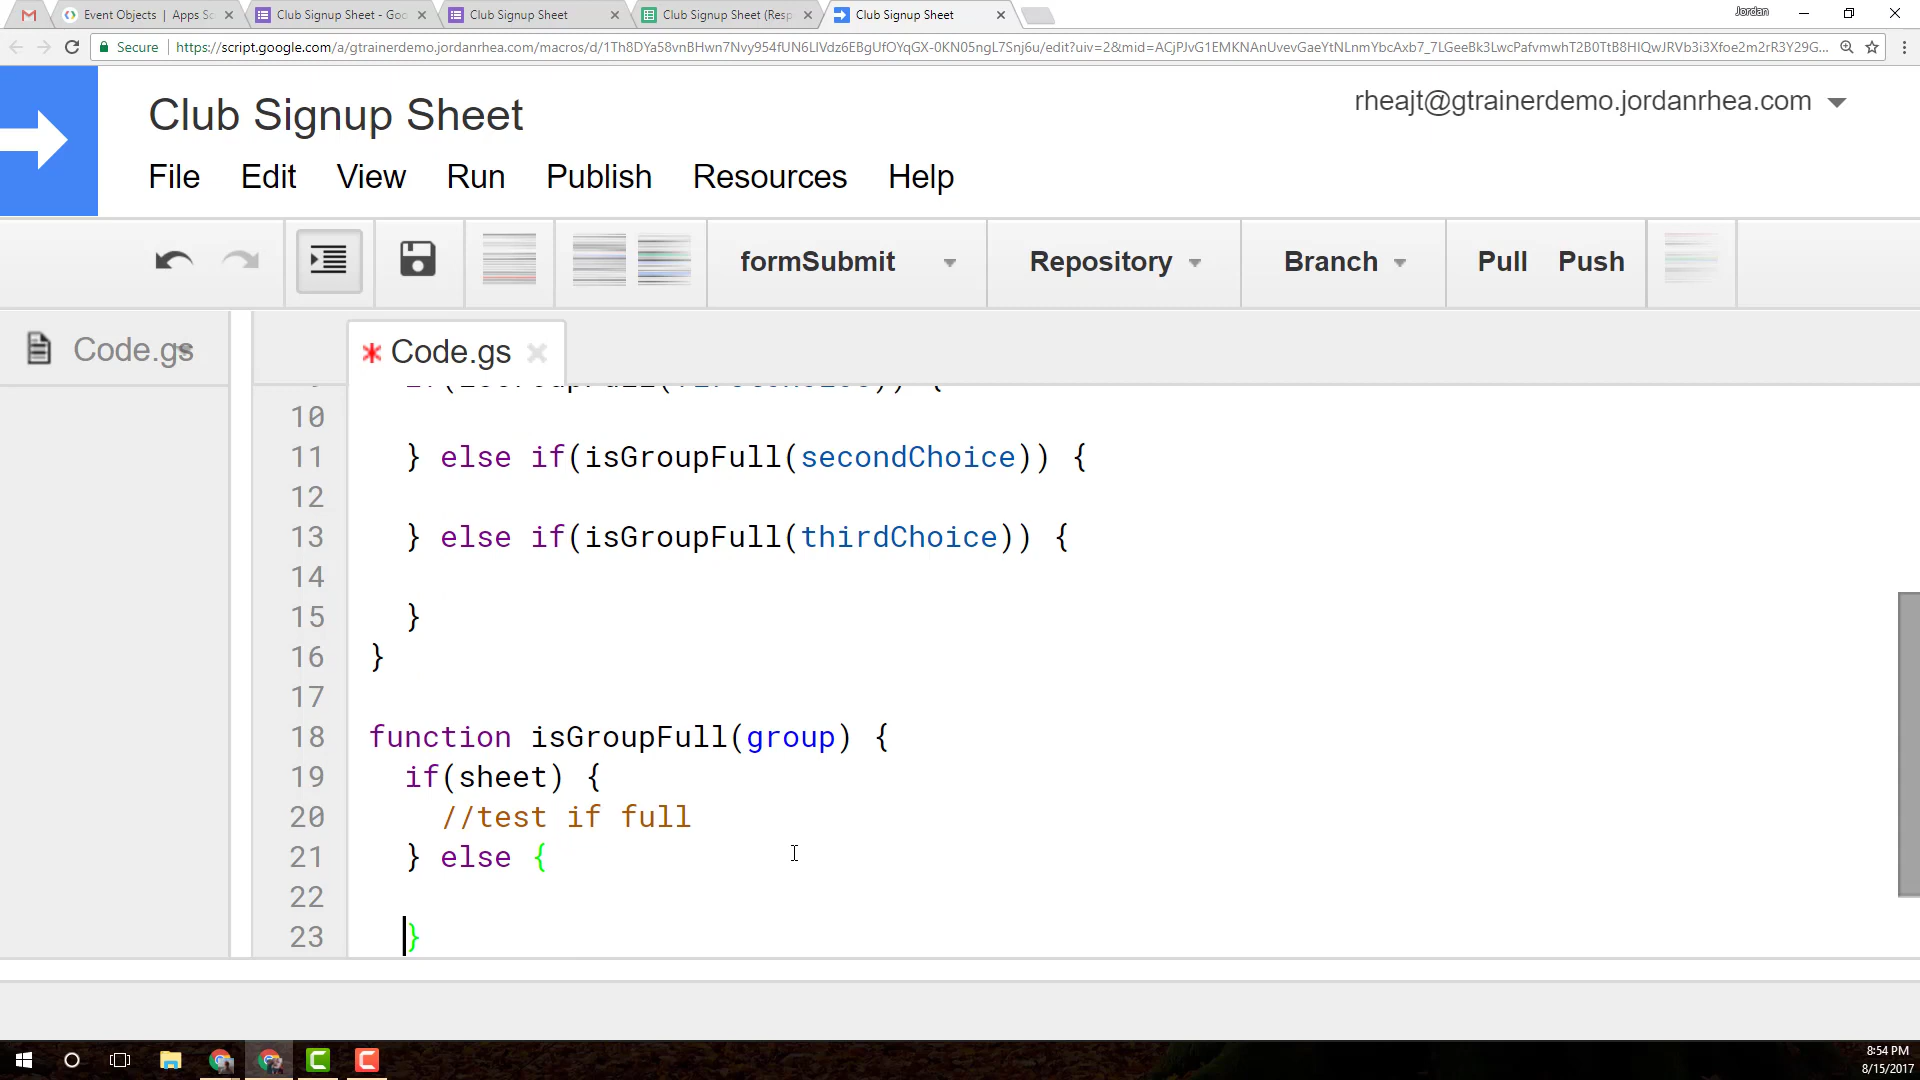 Event Objects | Apps Sc
Club Signup Sheet - Goo
Club Signup Sheet
Club Signup Sheet (Resp
Club Signup Sheet
Jordan
Secure
Club Signup Sheet
rheajt@gtrainerdemo.jordanrhea.com
File Edit View Run Publish Resources Help
formSubmit Repository Branch Pull Push
Code.gs
* Code.gs
10
11 } else if(isGroupFull(secondChoice)) {
12
13 } else if(isGroupFull(thirdChoice)) {
14
15 }
16 }
17
18 function isGroupFull(group) {
19 if(sheet) {
20 //test if full
21 } else {
22
23 }
8:54 PM
8/15/2017